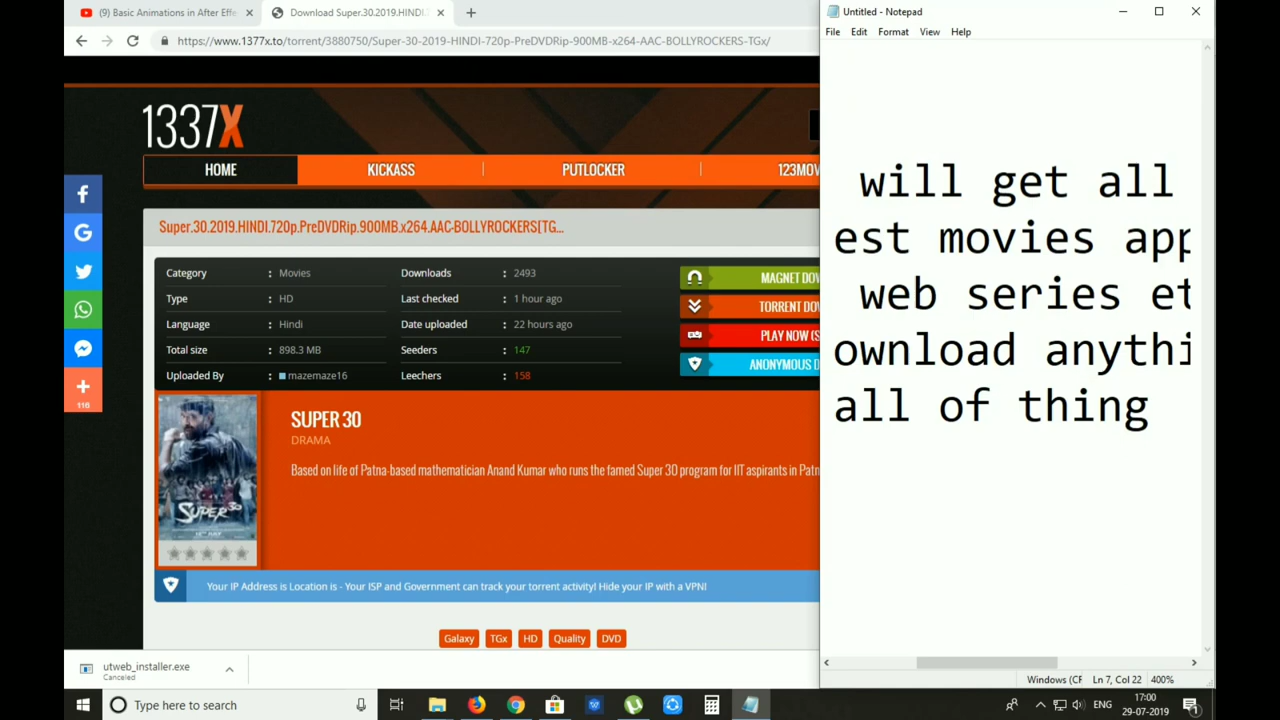 (9) Basic Animations in After Effe
Download Super.30.2019.HINDI.
https://www.1377x.to/torrent/3880750/Super-30-2019-HINDI-720p-PreDVDRip-900MB-x264-AAC-BOLLYROCKERS-TGx/
1337X
HOME KICKASS PUTLOCKER 123MOV
Super.30.2019.HINDI.720p.PreDVDRip.900MB.x264.AAC-BOLLYROCKERS[TG...
Category : Movies Downloads : 2493
MAGNET DOW
Type : HD Last checked : 1 hour ago
TORRENT DOW
Language : Hindi Date uploaded : 22 hours ago
PLAY NOW (S
Total size : 898.3 MB Seeders : 147
ANONYMOUS D
Uploaded By : mazemaze16 Leechers : 158
116
SUPER 30
SUPER 30
DRAMA
Based on life of Patna-based mathematician Anand Kumar who runs the famed Super 30 program for IIT aspirants in Patn
Your IP Address is Location is - Your ISP and Government can track your torrent activity! Hide your IP with a VPN!
Galaxy TGx HD Quality DVD
utweb_installer.exe
Canceled
Untitled - Notepad
File Edit Format View Help
will get all
est movies app
web series et
ownload anythi
all of thing
Windows (CR Ln 7, Col 22 400%
Type here to search
ENG
17:00
29-07-2019
1